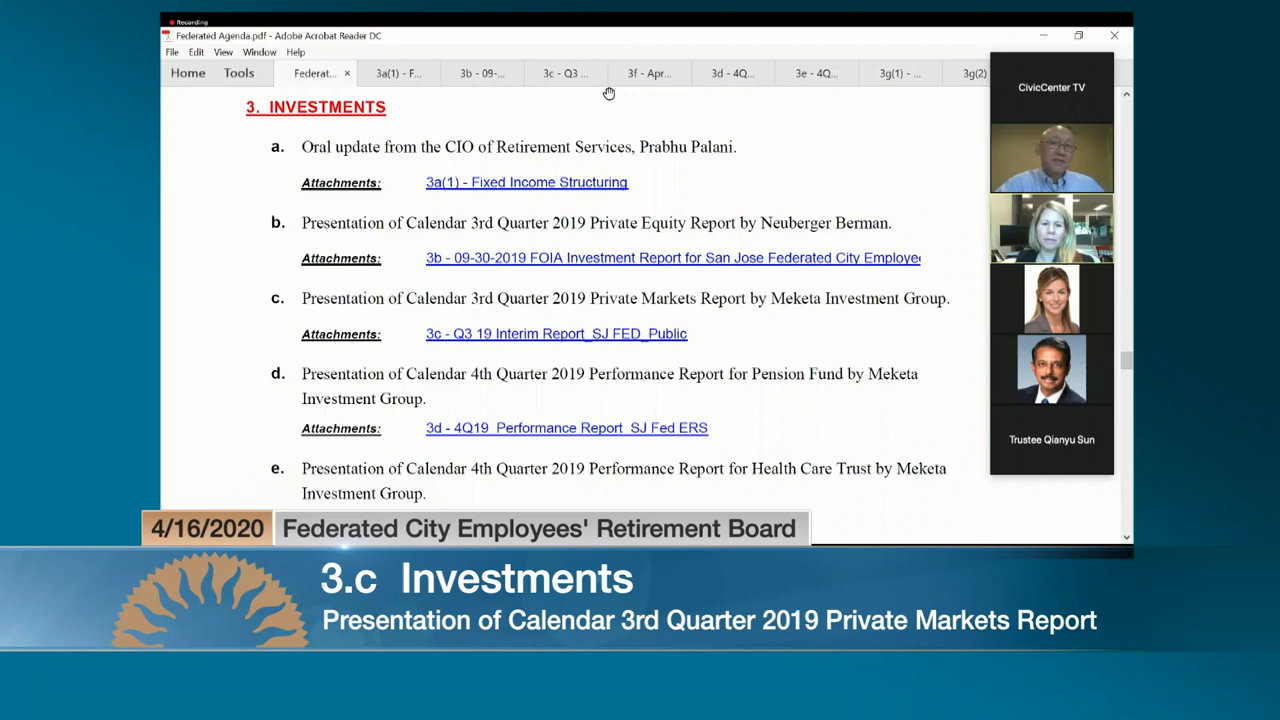 Recording
Federated Agenda.pdf - Adobe Acrobat Reader DC
File Edit View Window Help
Home Tools Federat... × 3a(1) - F... 3b - 09-... 3c - Q3 ... 3f - Apr... 3d - 4Q... 3e - 4Q... 3g(1) - ... 3g(2)
3. INVESTMENTS
a. Oral update from the CIO of Retirement Services, Prabhu Palani.
Attachments: 3a(1) - Fixed Income Structuring
b. Presentation of Calendar 3rd Quarter 2019 Private Equity Report by Neuberger Berman.
Attachments: 3b - 09-30-2019 FOIA Investment Report for San Jose Federated City Employee
c. Presentation of Calendar 3rd Quarter 2019 Private Markets Report by Meketa Investment Group.
Attachments: 3c - Q3 19 Interim Report_SJ FED_Public
d. Presentation of Calendar 4th Quarter 2019 Performance Report for Pension Fund by Meketa
Investment Group.
Attachments: 3d - 4Q19 Performance Report SJ Fed ERS
e. Presentation of Calendar 4th Quarter 2019 Performance Report for Health Care Trust by Meketa
Investment Group.
CivicCenter TV
Trustee Qianyu Sun
4/16/2020 Federated City Employees' Retirement Board
3.c Investments
Presentation of Calendar 3rd Quarter 2019 Private Markets Report